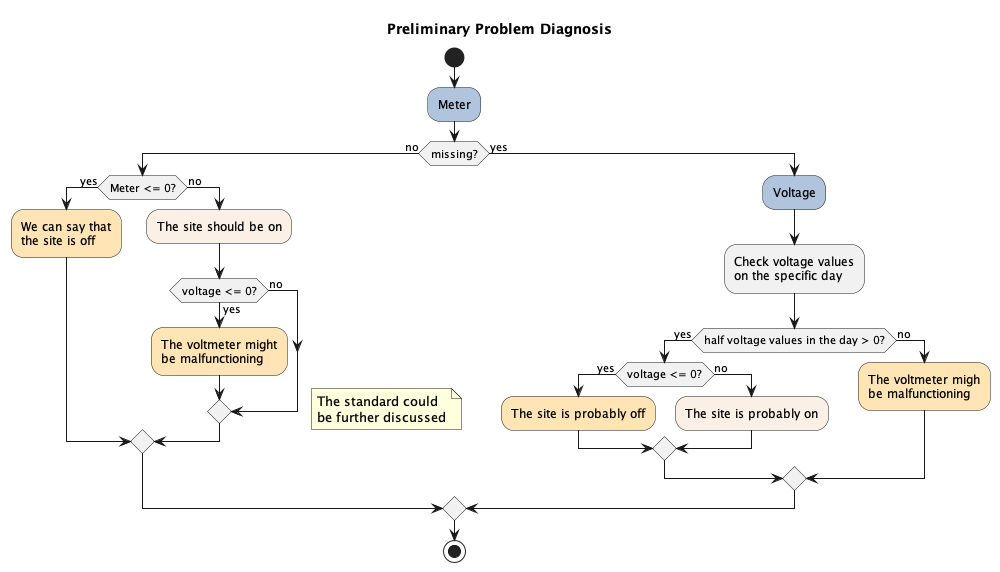 Preliminary Problem Diagnosis
Meter
no
missing?
yes
yes
Meter <= 0?
no
We can say that
the site is off
The site should be on
voltage <= 0?
no
yes
The voltmeter might
be malfunctioning
The standard could
be further discussed
Voltage
Check voltage values
on the specific day
yes
half voltage values in the day > 0?
no
yes
voltage <= 0?
no
The site is probably off
The site is probably on
The voltmeter migh
be malfunctioning